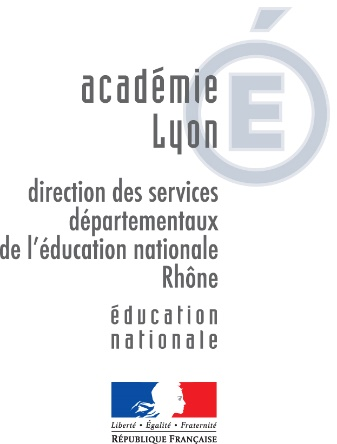 académie
Lyon
É
direction des services
départementaux
de l'éducation nationale
Rhône
éducation
nationale
Liberté • Égalité • Fraternité
RÉPUBLIQUE FRANÇAISE